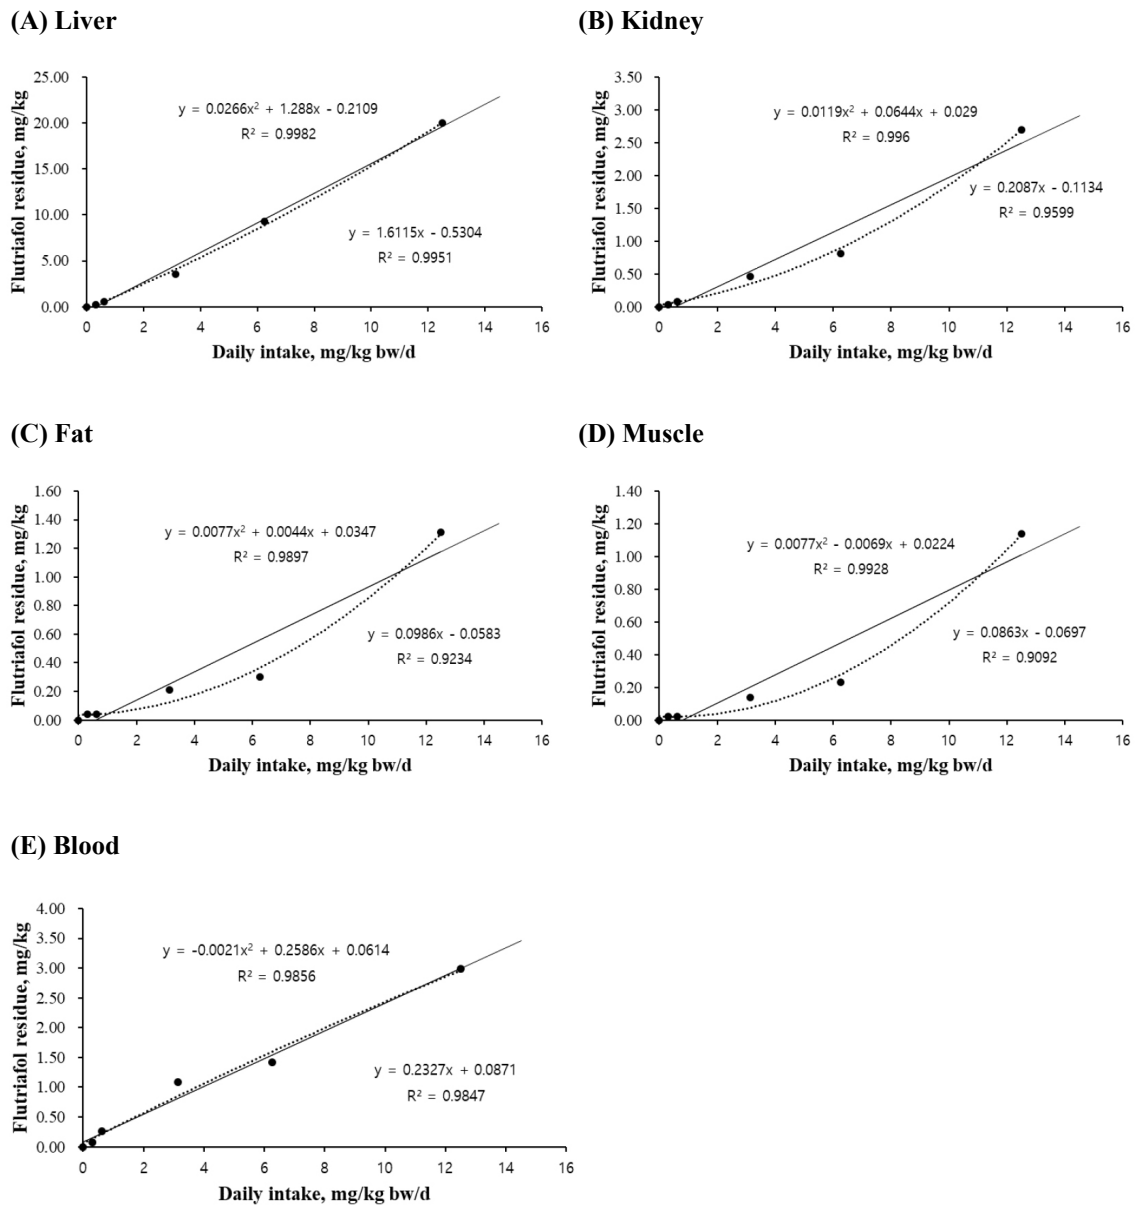 (A) Liver
25.00
20.00
15.00
10.00
5.00
0.00
Flutriafol residue, mg/kg
y = 0.0266x² + 1.288x - 0.2109
R² = 0.9982
y = 1.6115x - 0.5304
R² = 0.9951
0 2 4 6 8 10 12 14 16
Daily intake, mg/kg bw/d
(B) Kidney
3.50
3.00
2.50
2.00
1.50
1.00
0.50
0.00
Flutriafol residue, mg/kg
y = 0.0119x² + 0.0644x + 0.029
R² = 0.996
y = 0.2087x - 0.1134
R² = 0.9599
0 2 4 6 8 10 12 14 16
Daily intake, mg/kg bw/d
(C) Fat
1.60
1.40
1.20
1.00
0.80
0.60
0.40
0.20
0.00
Flutriafol residue, mg/kg
y = 0.0077x² + 0.0044x + 0.0347
R² = 0.9897
y = 0.0986x - 0.0583
R² = 0.9234
0 2 4 6 8 10 12 14 16
Daily intake, mg/kg bw/d
(D) Muscle
1.40
1.20
1.00
0.80
0.60
0.40
0.20
0.00
Flutriafol residue, mg/kg
y = 0.0077x² - 0.0069x + 0.0224
R² = 0.9928
y = 0.0863x - 0.0697
R² = 0.9092
0 2 4 6 8 10 12 14 16
Daily intake, mg/kg bw/d
(E) Blood
4.00
3.50
3.00
2.50
2.00
1.50
1.00
0.50
0.00
Flutriafol residue, mg/kg
y = -0.0021x² + 0.2586x + 0.0614
R² = 0.9856
y = 0.2327x + 0.0871
R² = 0.9847
0 2 4 6 8 10 12 14 16
Daily intake, mg/kg bw/d